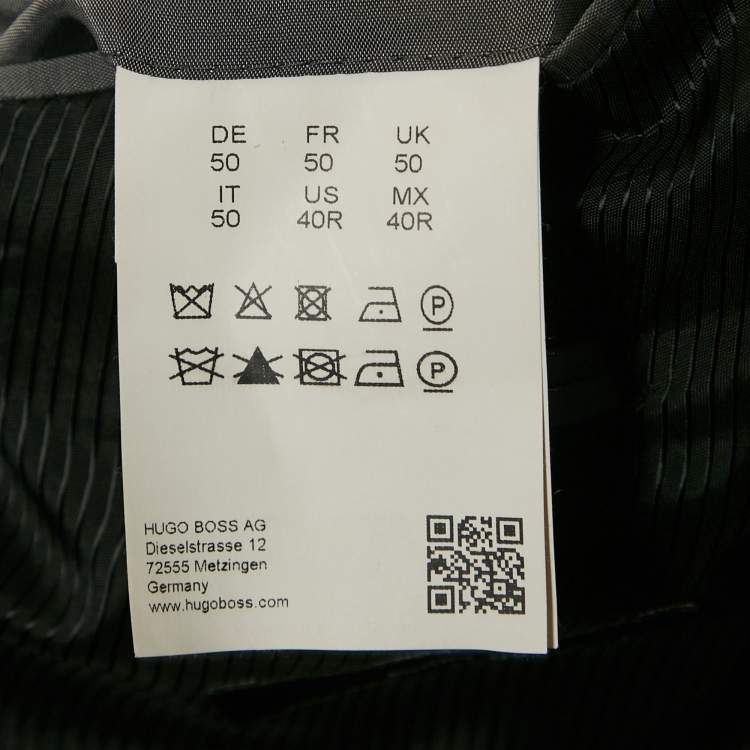 DE FR UK
50 50 50
IT US MX
50 40R 40R
P
P
HUGO BOSS AG
Dieselstrasse 12
72555 Metzingen
Germany
www.hugoboss.com